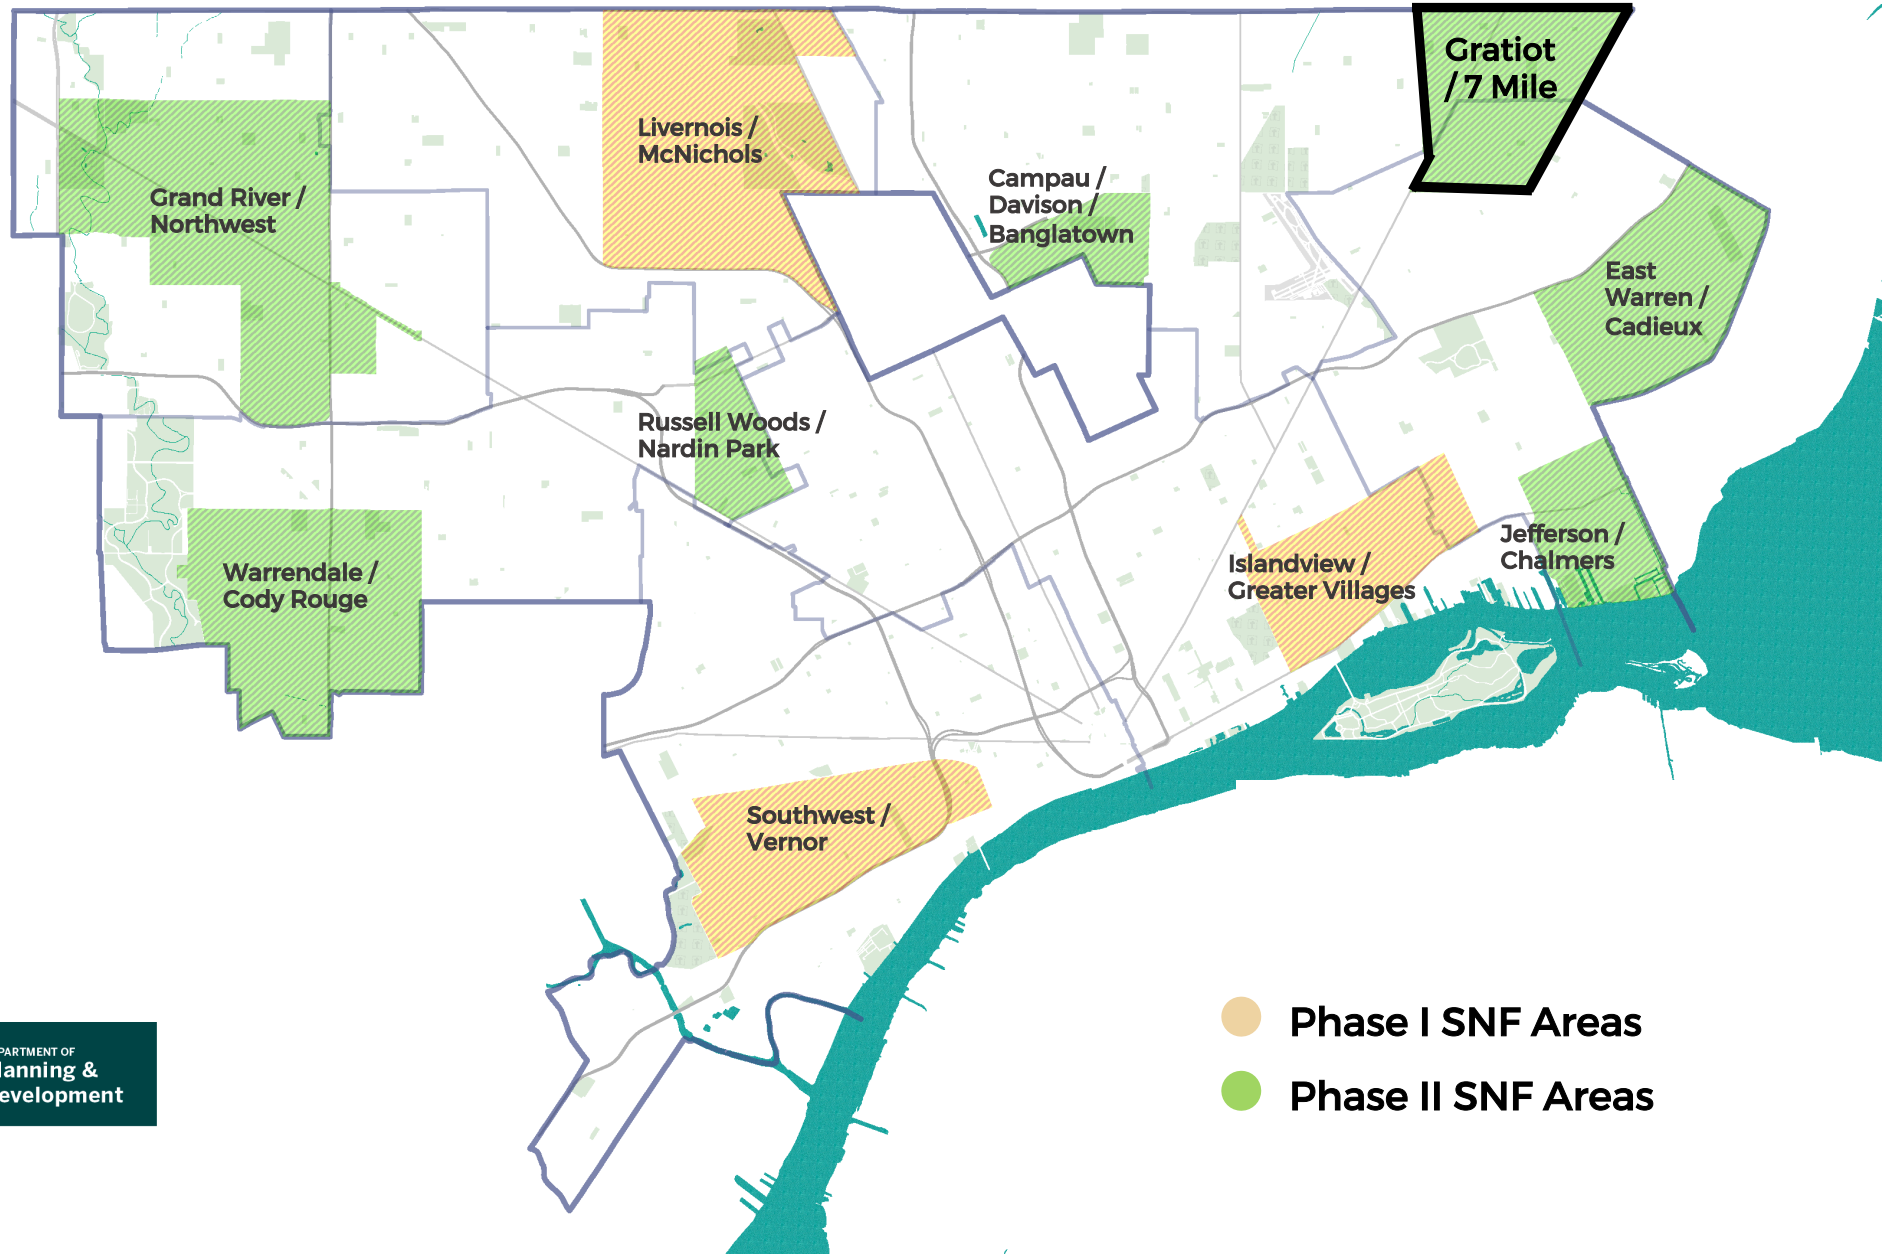 Gratiot
/ 7 Mile
Livernois /
McNichols
Campau /
Davison /
Banglatown
Grand River /
Northwest
East
Warren /
Cadieux
Russell Woods /
Nardin Park
Jefferson /
Chalmers
Islandview /
Greater Villages
Warrendale /
Cody Rouge
Southwest /
Vernor
Phase I SNF Areas
Phase II SNF Areas
PARTMENT OF
lanning &
evelopment